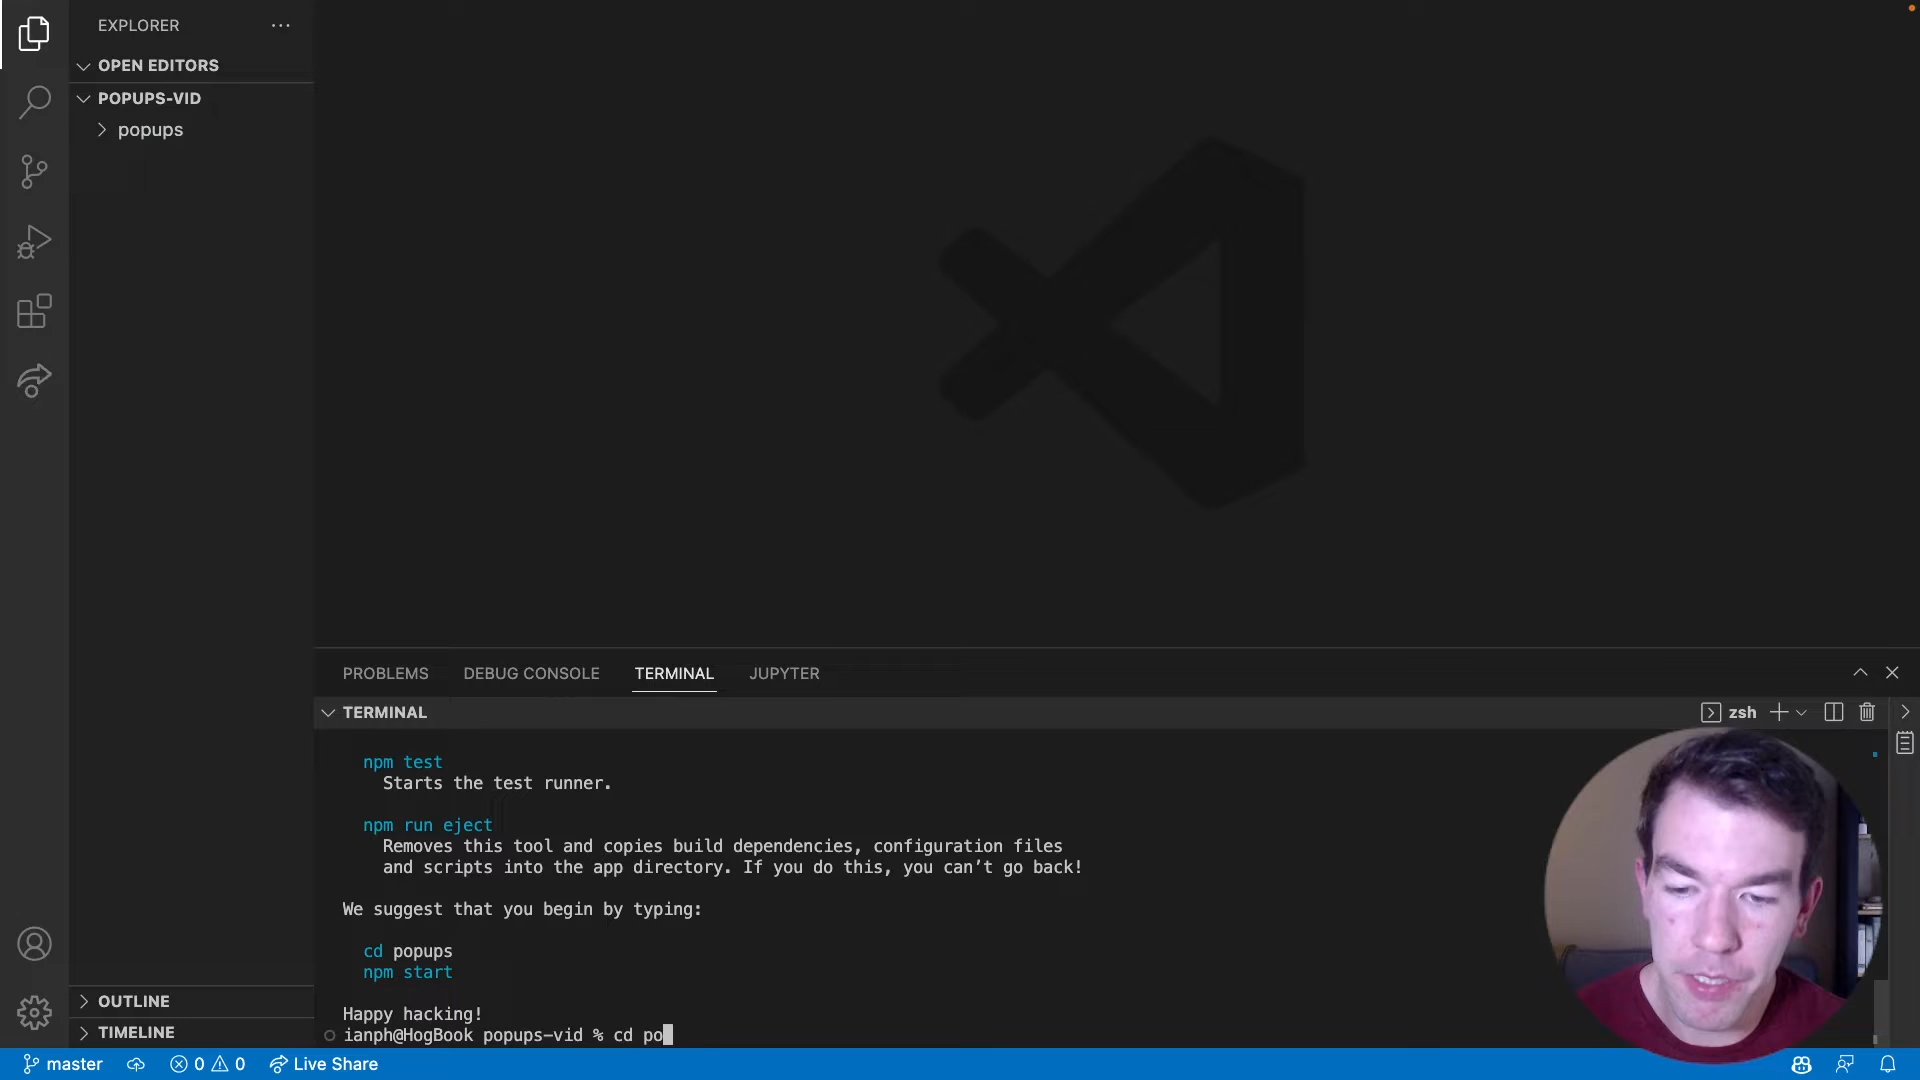 EXPLORER
OPEN EDITORS
POPUPS-VID
popups
OUTLINE
TIMELINE
PROBLEMS
DEBUG CONSOLE
TERMINAL
JUPYTER
TERMINAL
zsh
npm test
Starts the test runner.
npm run eject
Removes this tool and copies build dependencies, configuration files
and scripts into the app directory. If you do this, you can’t go back!
We suggest that you begin by typing:
cd popups
npm start
Happy hacking!
ianph@HogBook popups-vid % cd po
master
0
0
Live Share